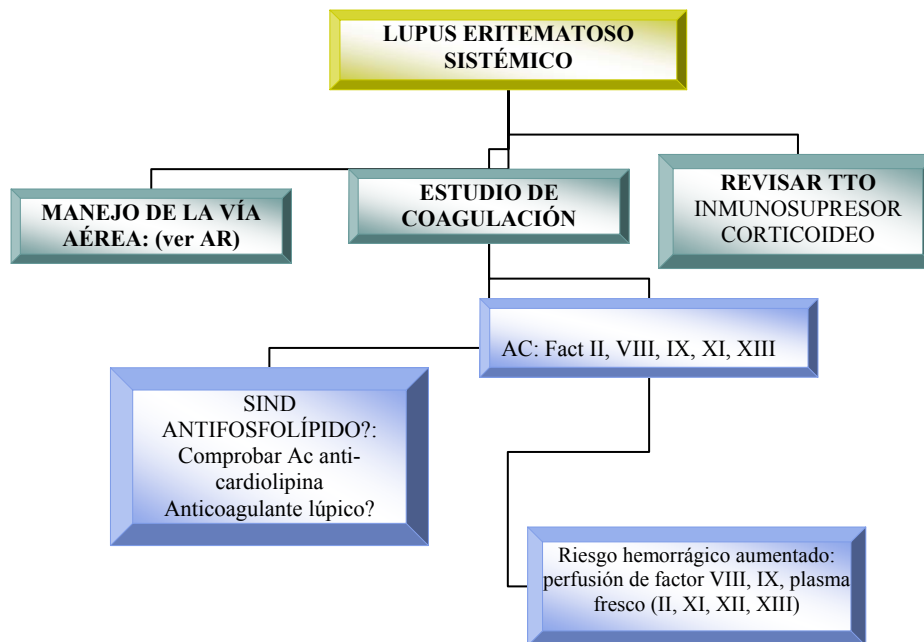 LUPUS ERITEMATOSO
SISTÉMICO
MANEJO DE LA VÍA
AÉREA: (ver AR)
ESTUDIO DE
COAGULACIÓN
REVISAR TTO
INMUNOSUPRESOR
CORTICOIDEO
AC: Fact II, VIII, IX, XI, XIII
SIND
ANTIFOSFOLÍPIDO?:
Comprobar Ac anti-
cardiolipina
Anticoagulante lúpico?
Riesgo hemorrágico aumentado:
perfusión de factor VIII, IX, plasma
fresco (II, XI, XII, XIII)